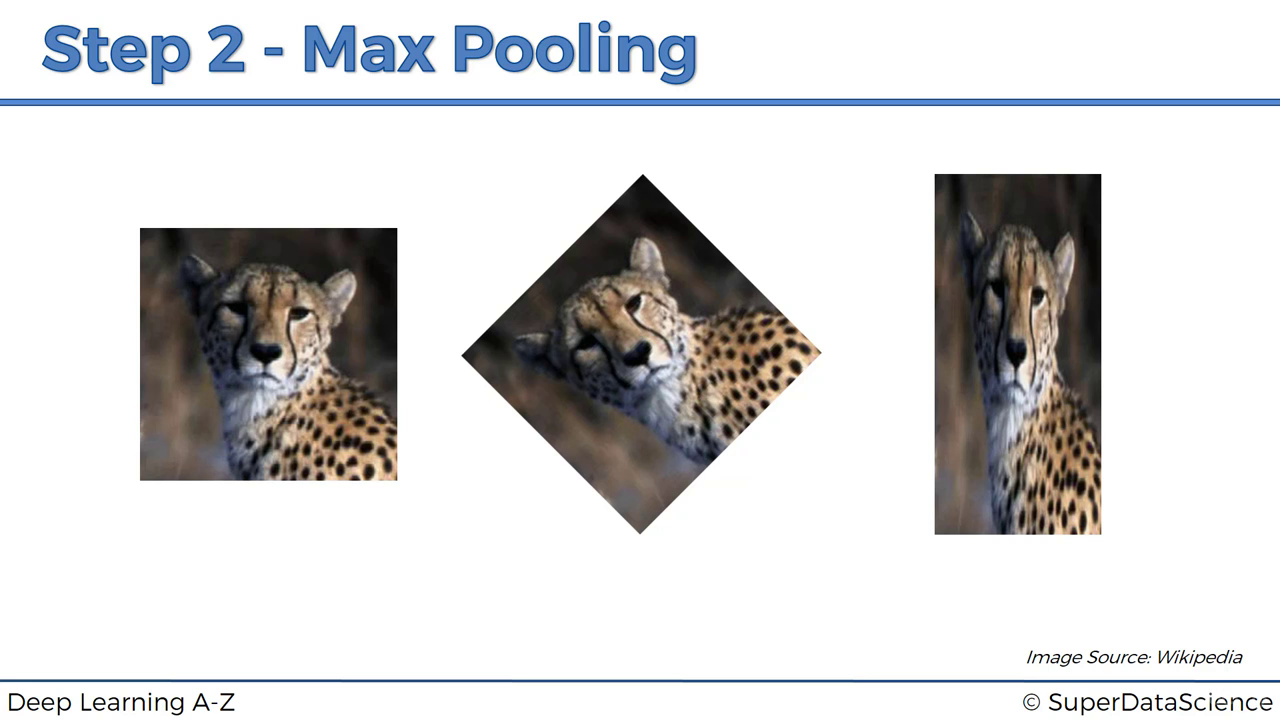 Step 2 - Max Pooling
Image Source: Wikipedia
Deep Learning A-Z
© SuperDataScience